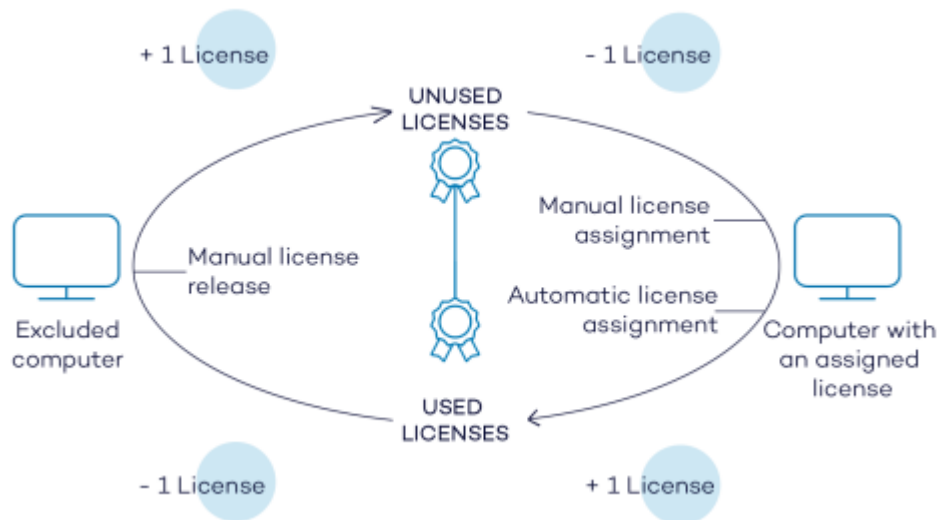 + 1 License
- 1 License
UNUSED
LICENSES
Manual license
assignment
Manual license
release
Automatic license
assignment
Excluded
computer
Computer with
an assigned
license
USED
LICENSES
- 1 License
+ 1 License